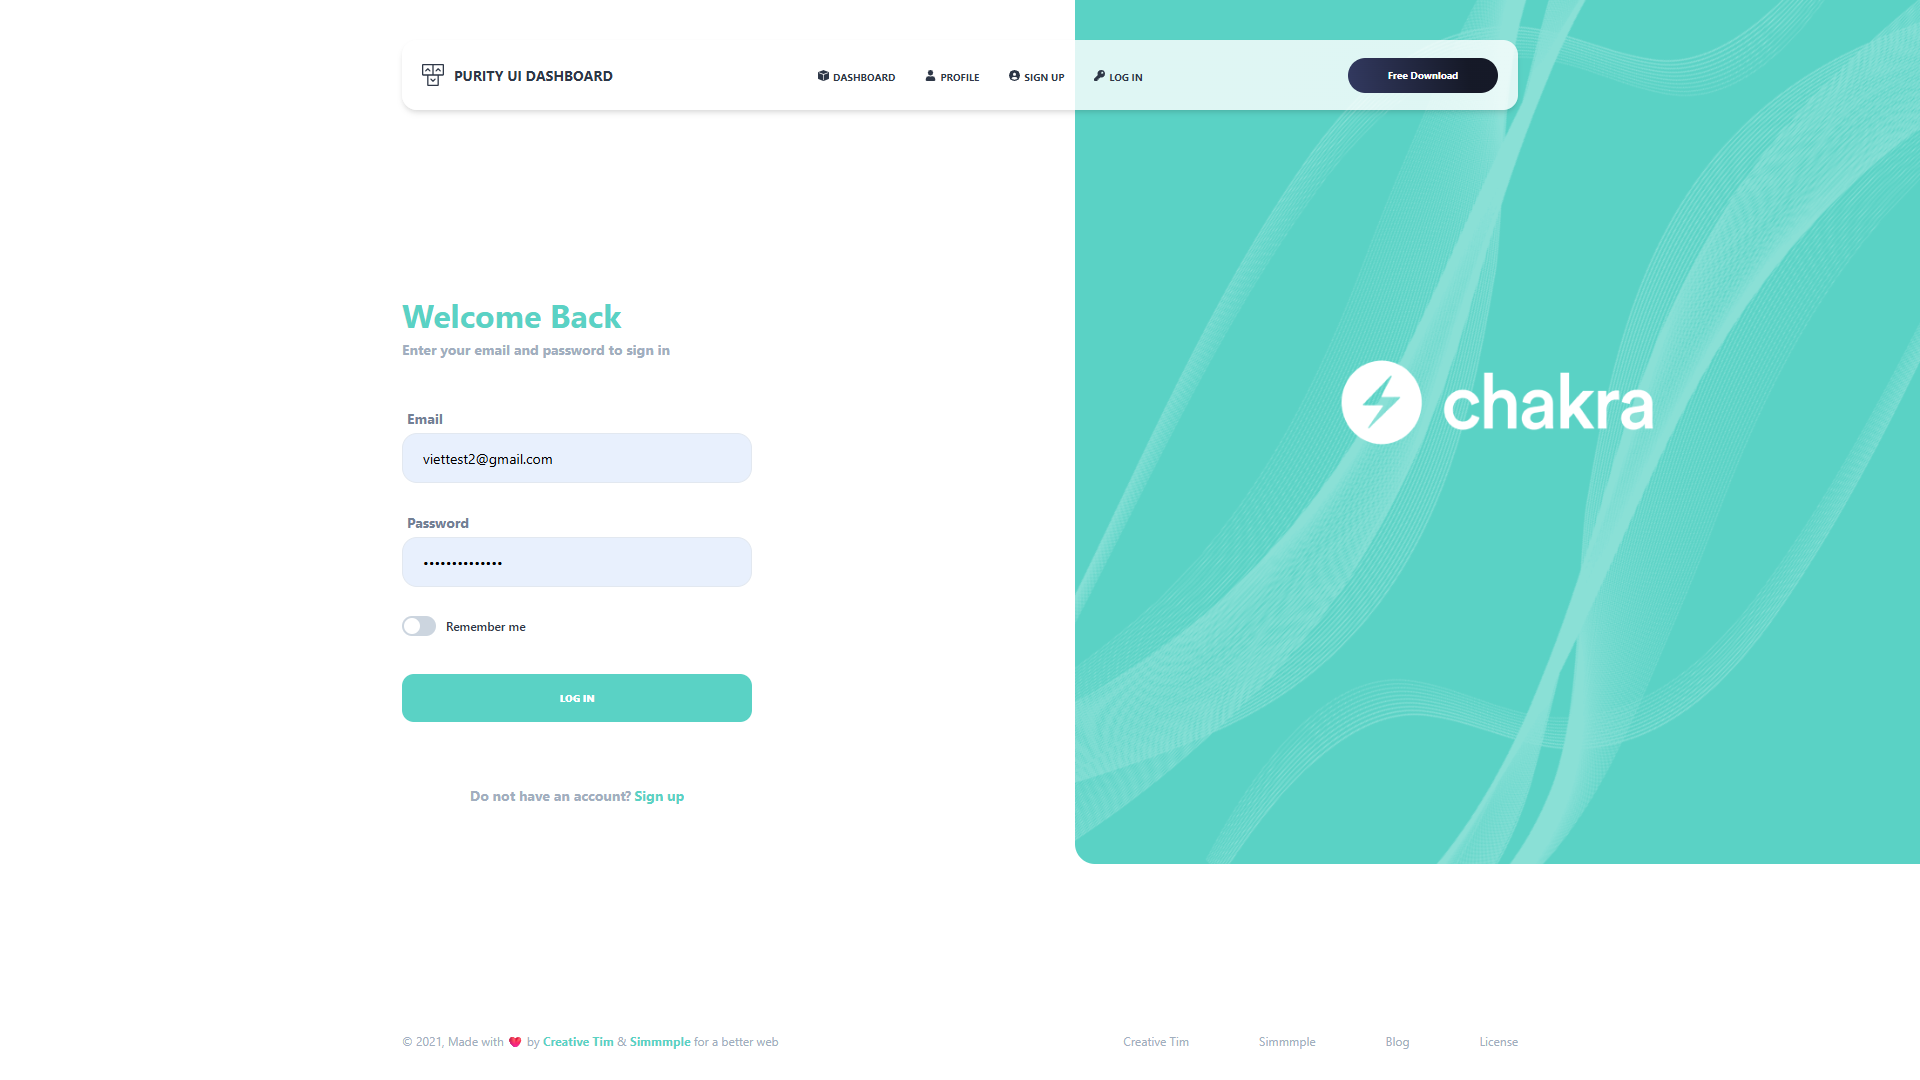 PURITY UI DASHBOARD
DASHBOARD
PROFILE
SIGN UP
LOG IN
Free Download
Welcome Back
Enter your email and password to sign in
Email
viettest2@gmail.com
Password
••••••••••••••
Remember me
LOG IN
Do not have an account? Sign up
chakra
© 2021, Made with ❤️ by Creative Tim & Simmmple for a better web
Creative Tim
Simmmple
Blog
License